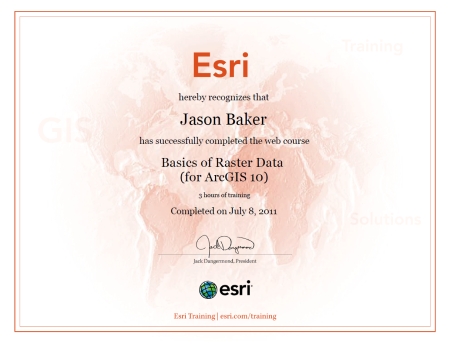 Training
Esri
hereby recognizes that
Jason Baker
GIS
has successfully completed the web course
Basics of Raster Data
(for ArcGIS 10)
3 hours of training
Completed on July 8, 2011
Solutions
Jack Dangermond
Jack Dangermond, President
esri
Esri Training | esri.com/training